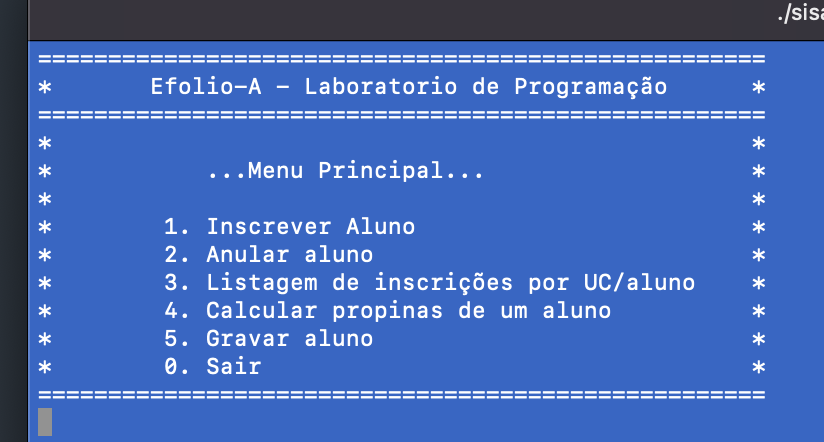 ./sisa
====================================================
*       Efolio-A - Laboratorio de Programação      *
====================================================
*                                                  *
*           ...Menu Principal...                   *
*                                                  *
*        1. Inscrever Aluno                        *
*        2. Anular aluno                           *
*        3. Listagem de inscrições por UC/aluno    *
*        4. Calcular propinas de um aluno          *
*        5. Gravar aluno                           *
*        0. Sair                                   *
====================================================